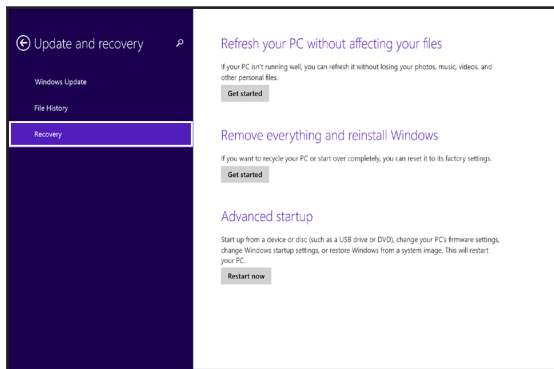 Update and recovery
Windows Update
File History
Recovery
Refresh your PC without affecting your files
If your PC isn't running well, you can refresh it without losing your photos, music, videos, and
other personal files.
Get started
Remove everything and reinstall Windows
If you want to recycle your PC or start over completely, you can reset it to its factory settings.
Get started
Advanced startup
Start up from a device or disc (such as a USB drive or DVD), change your PC's firmware settings,
change Windows startup settings, or restore Windows from a system image. This will restart
your PC.
Restart now